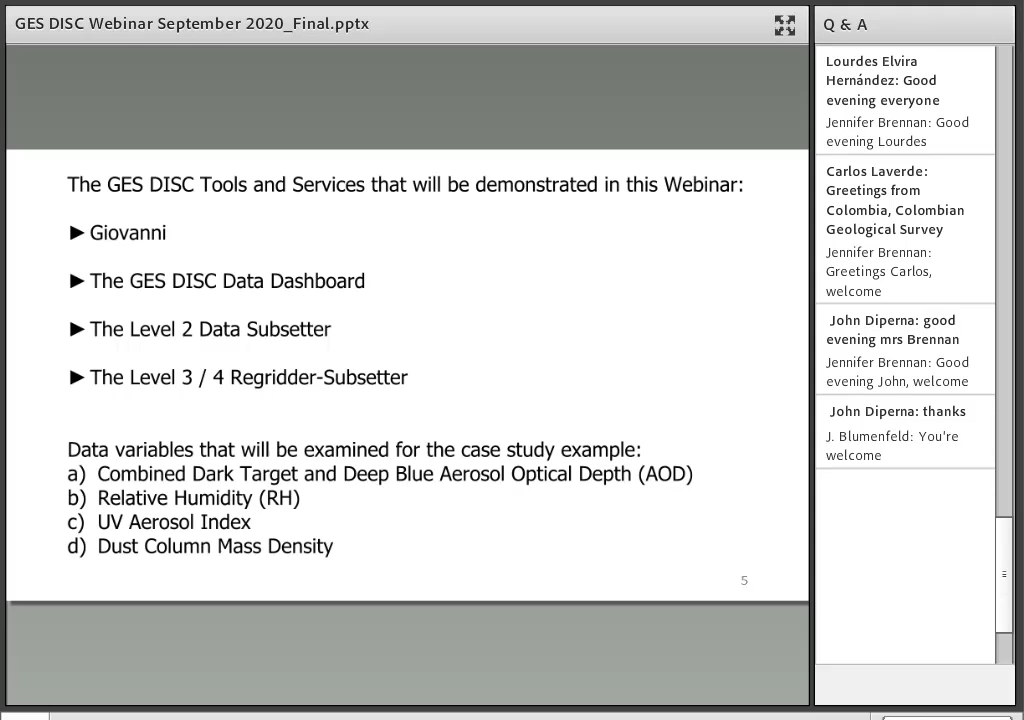 GES DISC Webinar September 2020_Final.pptx
The GES DISC Tools and Services that will be demonstrated in this Webinar:
► Giovanni
► The GES DISC Data Dashboard
► The Level 2 Data Subsetter
► The Level 3 / 4 Regridder-Subsetter
Data variables that will be examined for the case study example:
a) Combined Dark Target and Deep Blue Aerosol Optical Depth (AOD)
b) Relative Humidity (RH)
c) UV Aerosol Index
d) Dust Column Mass Density
5
Q & A
Lourdes Elvira
Hernández: Good
evening everyone
Jennifer Brennan: Good
evening Lourdes
Carlos Laverde:
Greetings from
Colombia, Colombian
Geological Survey
Jennifer Brennan:
Greetings Carlos,
welcome
John Diperna: good
evening mrs Brennan
Jennifer Brennan: Good
evening John, welcome
John Diperna: thanks
J. Blumenfeld: You're
welcome